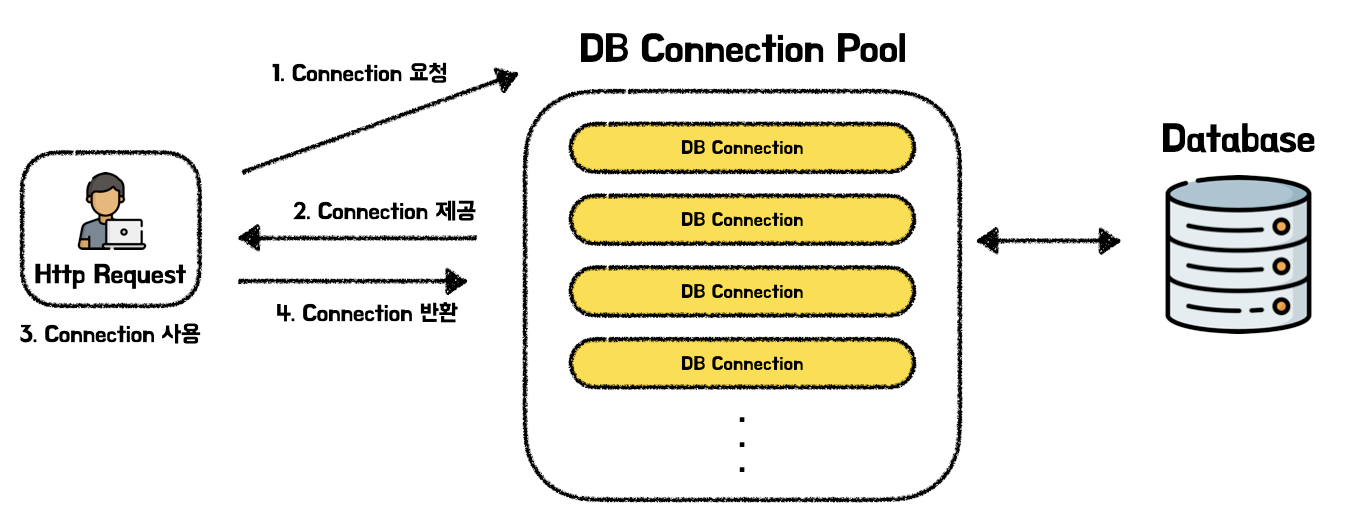 DB Connection Pool
1. Connection 요청
Database
DB Connection
DB Connection
DB Connection
DB Connection
2. Connection 제공
Http Request
4. Connection 반환
3. Connection 사용